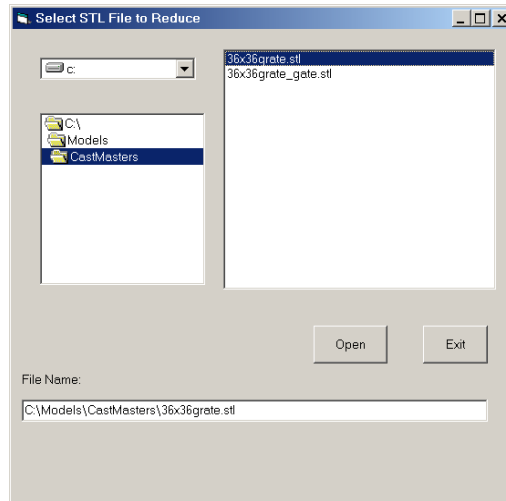 Select STL File to Reduce
c:
36x36grate.stl
36x36grate_gate.stl
C:\
Models
CastMasters
Open
Exit
File Name:
C:\Models\CastMasters\36x36grate.stl